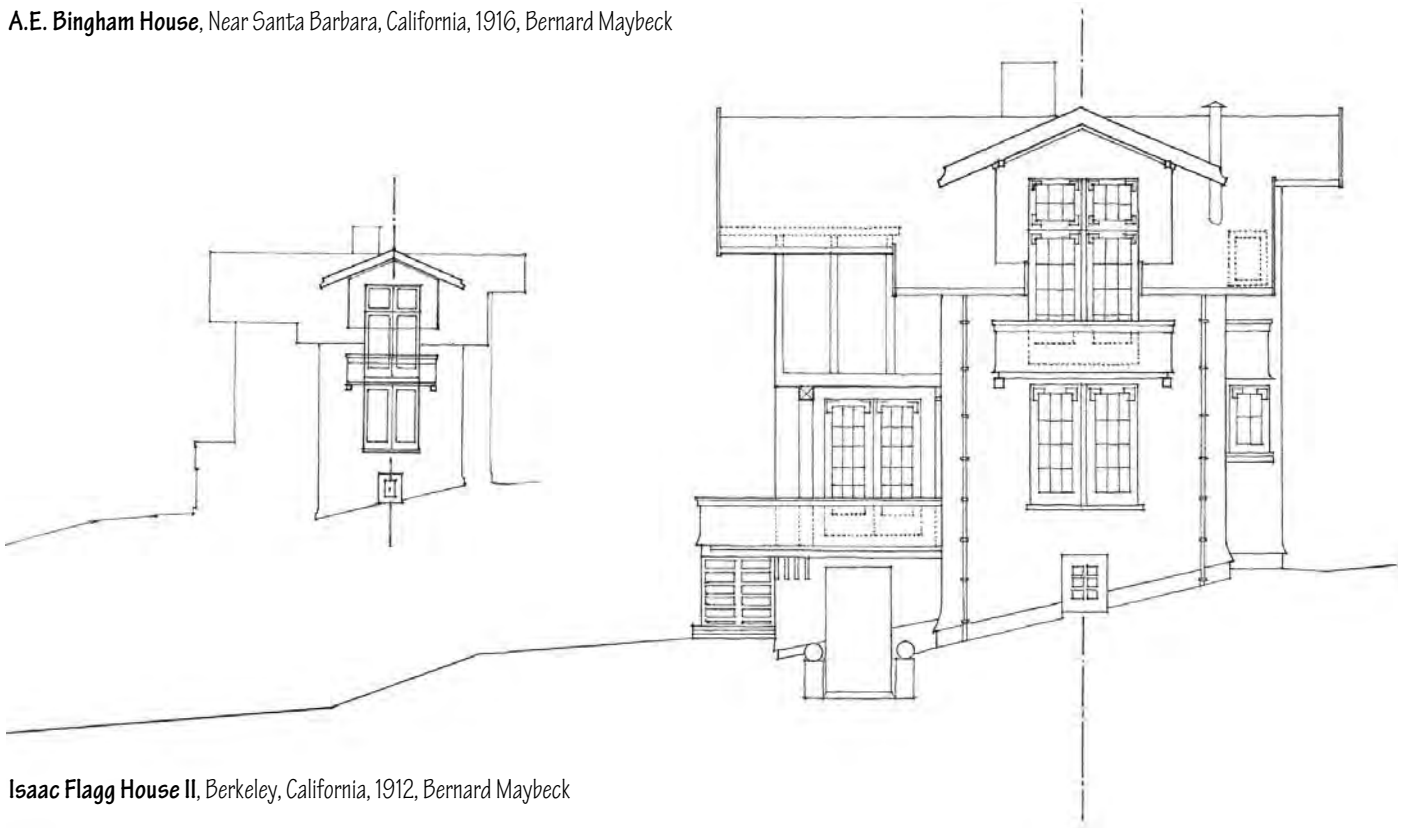 A.E. Bingham House, Near Santa Barbara, California, 1916, Bernard Maybeck
Isaac Flagg House II, Berkeley, California, 1912, Bernard Maybeck